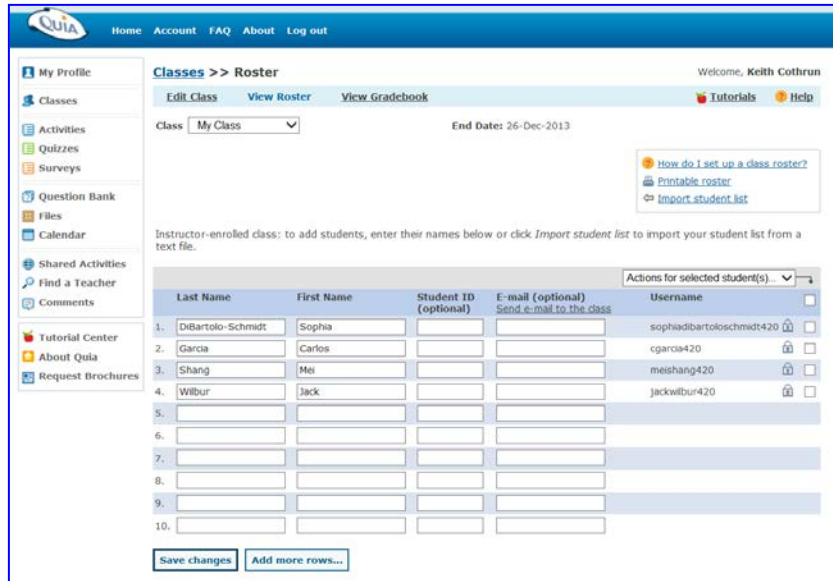 QUIA
Home Account FAQ About Log out
My Profile
Classes
Activities
Quizzes
Surveys
Question Bank
Files
Calendar
Shared Activities
Find a Teacher
Comments
Tutorial Center
About Quia
Request Brochures
Classes >> Roster
Welcome, Keith Cothrun
Edit Class View Roster View Gradebook
Tutorials Help
Class My Class End Date: 26-Dec-2013
How do I set up a class roster?
Printable roster
Import student list
Instructor-enrolled class: to add students, enter their names below or click Import student list to import your student list from a
text file.
Actions for selected student(s)...
Last Name First Name Student ID (optional) E-mail (optional) Send e-mail to the class Username
1. DiBartolo-Schmidt Sophia sophiadibartoloschmidt420
2. Garcia Carlos cgarcia420
3. Shang Mei meishang420
4. Wilbur Jack jackwilbur420
5.
6.
7.
8.
9.
10.
Save changes Add more rows...